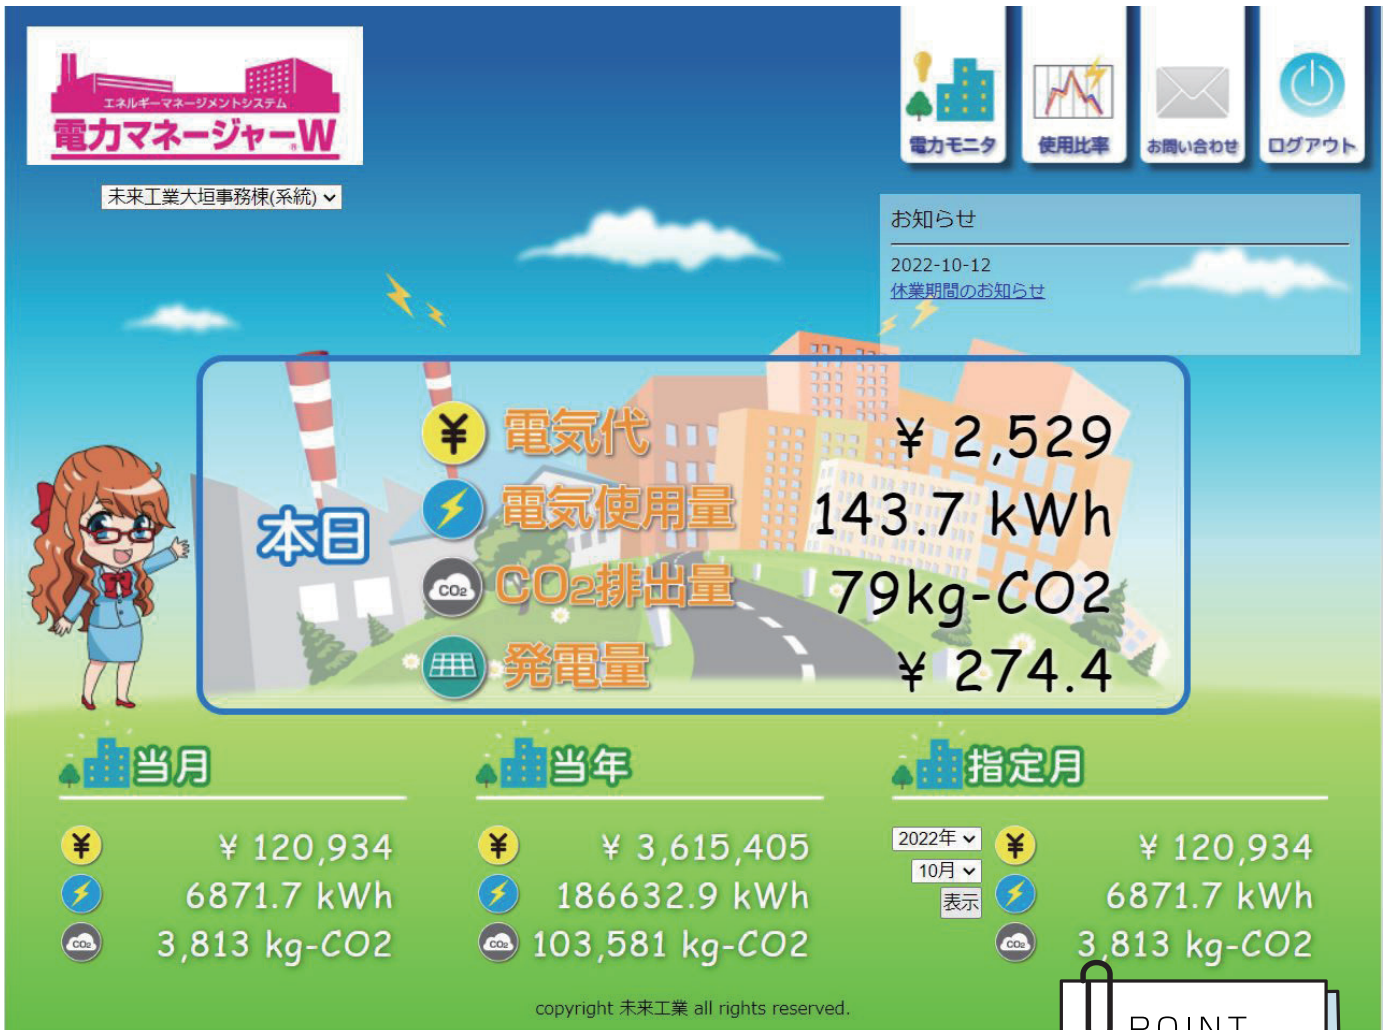 エネルギーマネージメントシステム
電力マネージャーW
電力モニタ
使用比率
お問い合わせ
ログアウト
未来工業大垣事務棟(系統)
お知らせ
2022-10-12
休業期間のお知らせ
本日
¥ 電気代 ¥ 2,529
電気使用量 143.7 kWh
CO2 CO2排出量 79kg-CO2
発電量 ¥ 274.4
当月
¥ ¥ 120,934
6871.7 kWh
CO2 3,813 kg-CO2
当年
¥ ¥ 3,615,405
186632.9 kWh
CO2 103,581 kg-CO2
指定月
2022年
10月
表示
¥ ¥ 120,934
6871.7 kWh
CO2 3,813 kg-CO2
copyright 未来工業 all rights reserved.
POINT